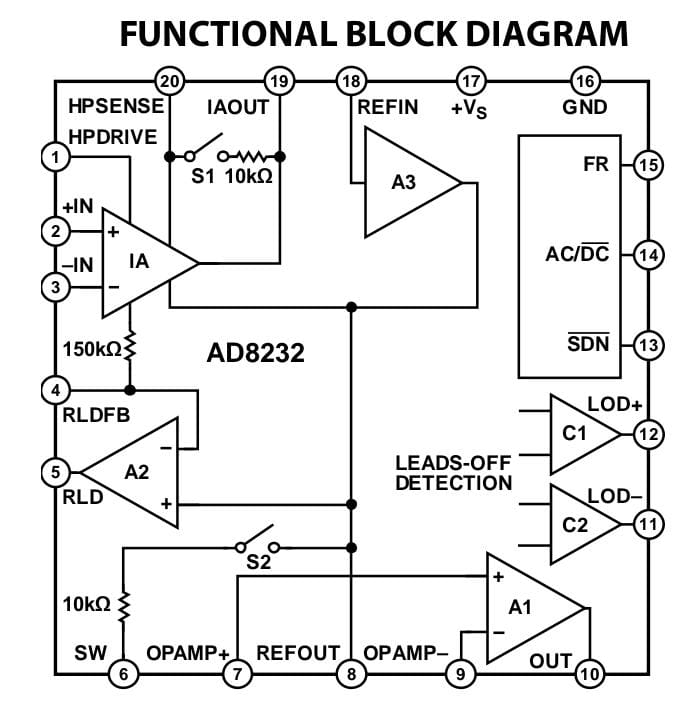 FUNCTIONAL BLOCK DIAGRAM
20 19 18 17 16
HPSENSE IAOUT REFIN +VS GND
HPDRIVE
1
S1 10kΩ
A3
FR 15
+IN
2
+
IA
–IN
3
–
AC/DC 14
150kΩ
AD8232
SDN 13
4
RLDFB
LOD+
C1 12
–
A2
5
RLD
+
LEADS-OFF
DETECTION
LOD–
C2 11
S2
10kΩ
+
A1
–
SW OPAMP+ REFOUT OPAMP– OUT
6 7 8 9 10